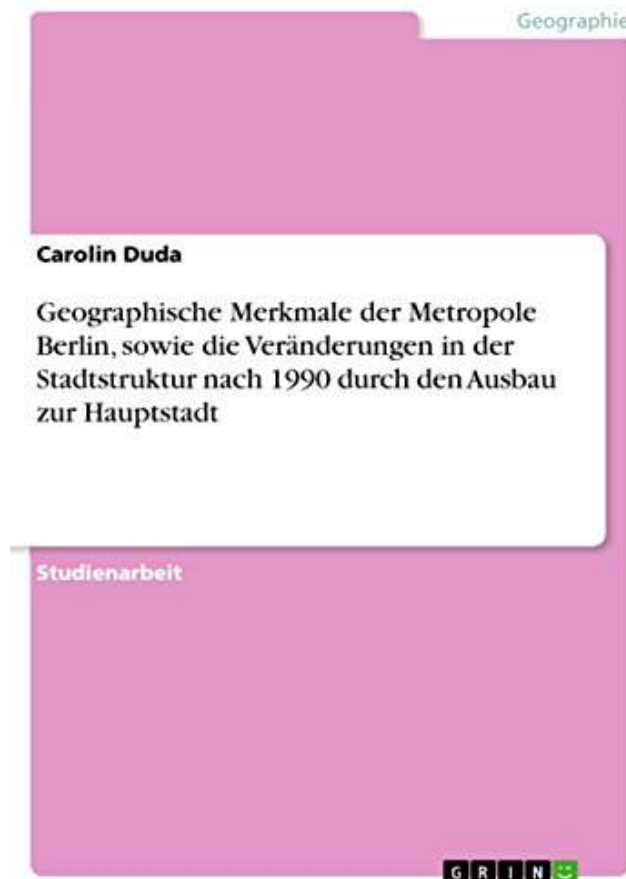 Geographie
Carolin Duda
Geographische Merkmale der Metropole
Berlin, sowie die Veränderungen in der
Stadtstruktur nach 1990 durch den Ausbau
zur Hauptstadt
Studienarbeit
GRIN